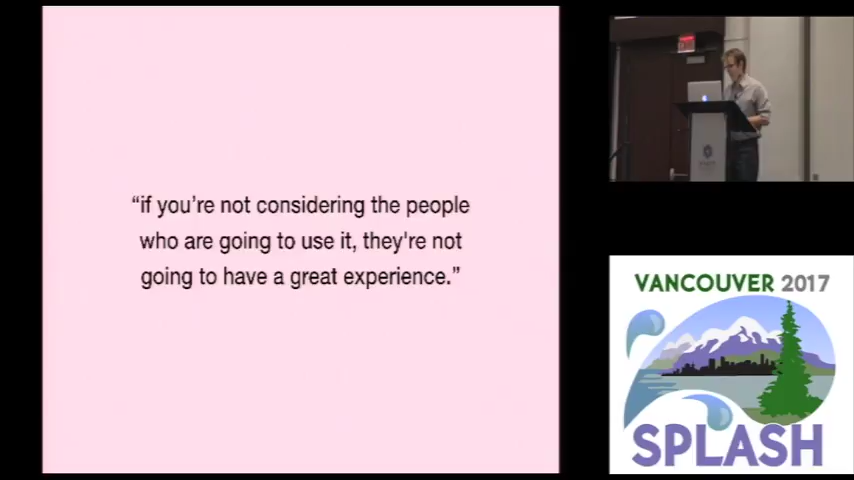 “if you're not considering the people
who are going to use it, they're not
going to have a great experience.”
VANCOUVER 2017
SPLASH